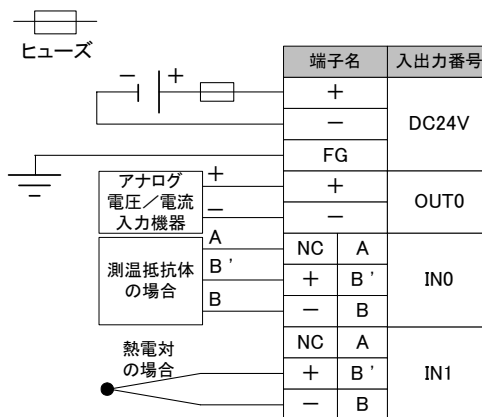 ヒューズ
端子名 入出力番号
－ ＋ ＋
－
DC24V
FG
アナログ
電圧／電流
入力機器
＋ ＋
－ －
OUT0
測温抵抗体
の場合
A NC A
B' ＋ B'
B － B
IN0
熱電対
の場合
NC A
＋ B'
－ B
IN1